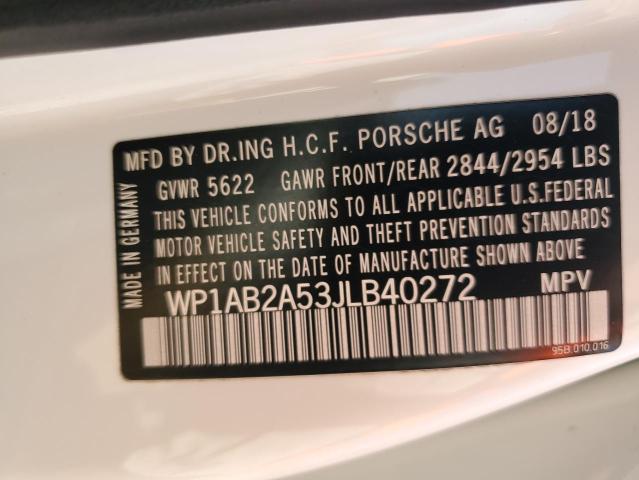 MFD BY DR.ING H.C.F. PORSCHE AG 08/18
GVWR 5622 GAWR FRONT/REAR 2844/2954 LBS
THIS VEHICLE CONFORMS TO ALL APPLICABLE U.S.FEDERAL
MOTOR VEHICLE SAFETY AND THEFT PREVENTION STANDARDS
IN EFFECT ON THE DATE OF MANUFACTURE SHOWN ABOVE
WP1AB2A53JLB40272 MPV
95B.010.016
MADE IN GERMANY